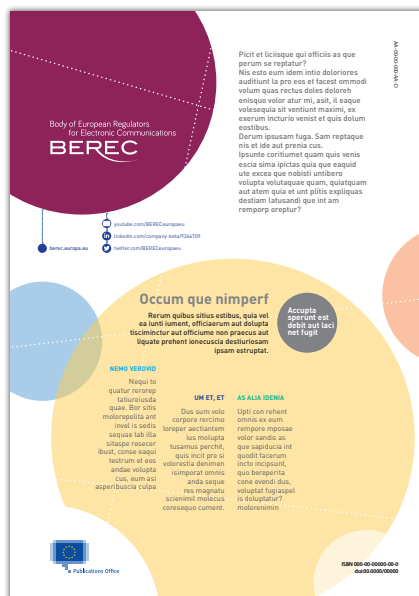 Picit et liciisque qui officiis as que
perum se reptatur?
Nis esto eum idem intio doloriores
auditiunt la pro eos et facest ommodi
volum quas rectus doles doloreh
enisquo volor atur mi, asit, il eaque
volesequia sit ventiunt maximi, ex
exerum incturio venist et quis dolum
eostibus.
Derum ipsusam fuga. Sam reptaque
nis et ide aut prenia cus.
Ipsunte coritiumet quam quis venis
escia sima ipictas quia que eaquid
ute excea que nobisti untibero
volupta volutaquae quam, quiatquam
aut atem quia et unt plitis expliquas
destiam latusandi que int am
remporp oreptur?
Body of European Regulators
for Electronic Communications
BEREC
youtube.com/BERECeuropaeu
linkedin.com/company-beta/9266709
berec.europa.eu
twitter.com/BERECeuropaeu
Occum que nimperf
Rerum quibus sitius estibus, quia vel
ea iunti iument, officiaerum aut dolupta
tisciminctur aut officiume non praecus aut
liquate prehent ionecuscia destiuriosam
ipsam estruptat.
Accupta
sperunt est
debit aut laci
net fugit
NEMO VEROVID
Nequi to
quatur rerorep
tatiureiusda
quae. Bor sitis
molorepelita ant
invel is sedis
sequae lab illa
sitaspe resecer
ibust, conse eaqui
testrum et eos
andae volupta
cus, eum asi
asperibuscia culpa
UM ET, ET
Dus sum volo
corpore rercimo
loreper aectiantem
ius molupta
tusamus perchit,
quis incit pre si
volorestia denimen
isimporat omnis
anda seque
res magnatu
scienimil molecus
coresequo cument.
AS ALIA IDENIA
Upti con rehent
omnis ex eum
rempore mposae
volor sandis as
que sapiducia int
quodit facerum
incto incipsunt,
quo bereperita
cone evendi dus,
voluptat fugiaspel
is doluptatur?
molorenimin
Publications Office
ISBN 000-00-00000-00-0
doi:00.0000/00000